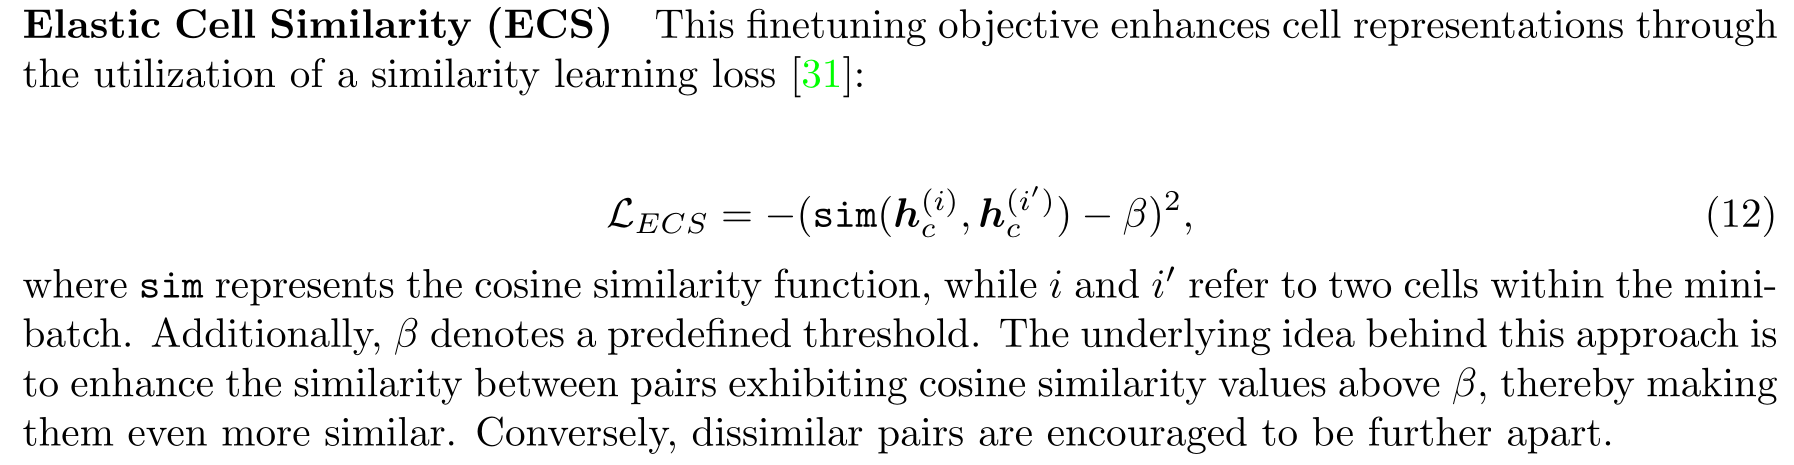 Elastic Cell Similarity (ECS) This finetuning objective enhances cell representations through
the utilization of a similarity learning loss [31]:
$\mathcal{L}_{ECS} = -(\texttt{sim}(\boldsymbol{h}_c^{(i)}, \boldsymbol{h}_c^{(i')}) - \beta)^2,$ (12)
where sim represents the cosine similarity function, while $i$ and $i'$ refer to two cells within the mini-
batch. Additionally, $\beta$ denotes a predefined threshold. The underlying idea behind this approach is
to enhance the similarity between pairs exhibiting cosine similarity values above $\beta$, thereby making
them even more similar. Conversely, dissimilar pairs are encouraged to be further apart.